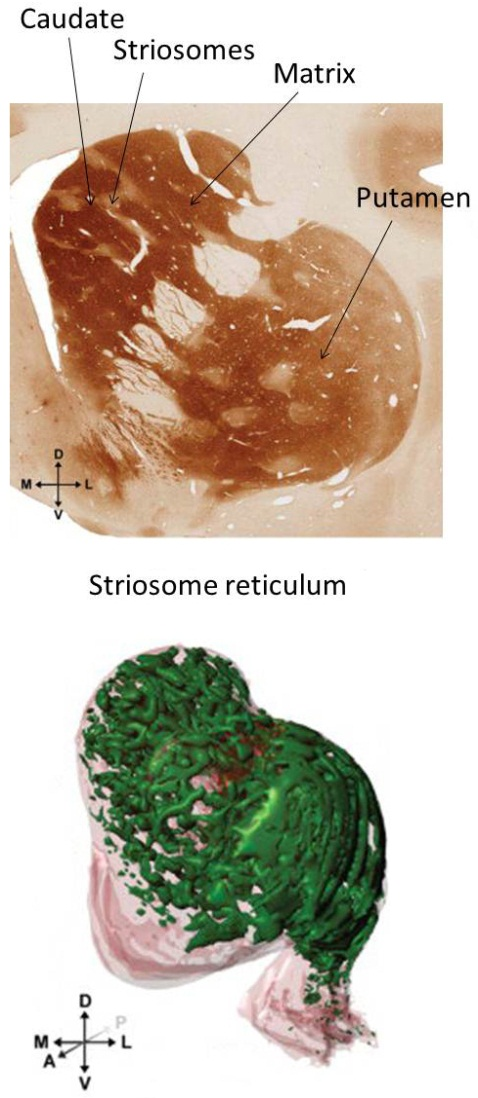 Caudate
Striosomes
Matrix
Putamen
D
M L
V
Striosome reticulum
D
P
M L
A
V